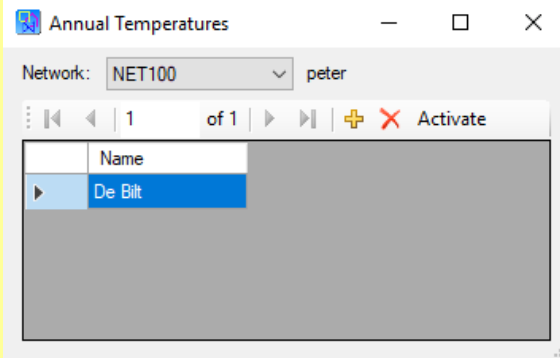 Annual Temperatures
Network: NET100 peter
1 of 1 Activate
Name
De Bilt